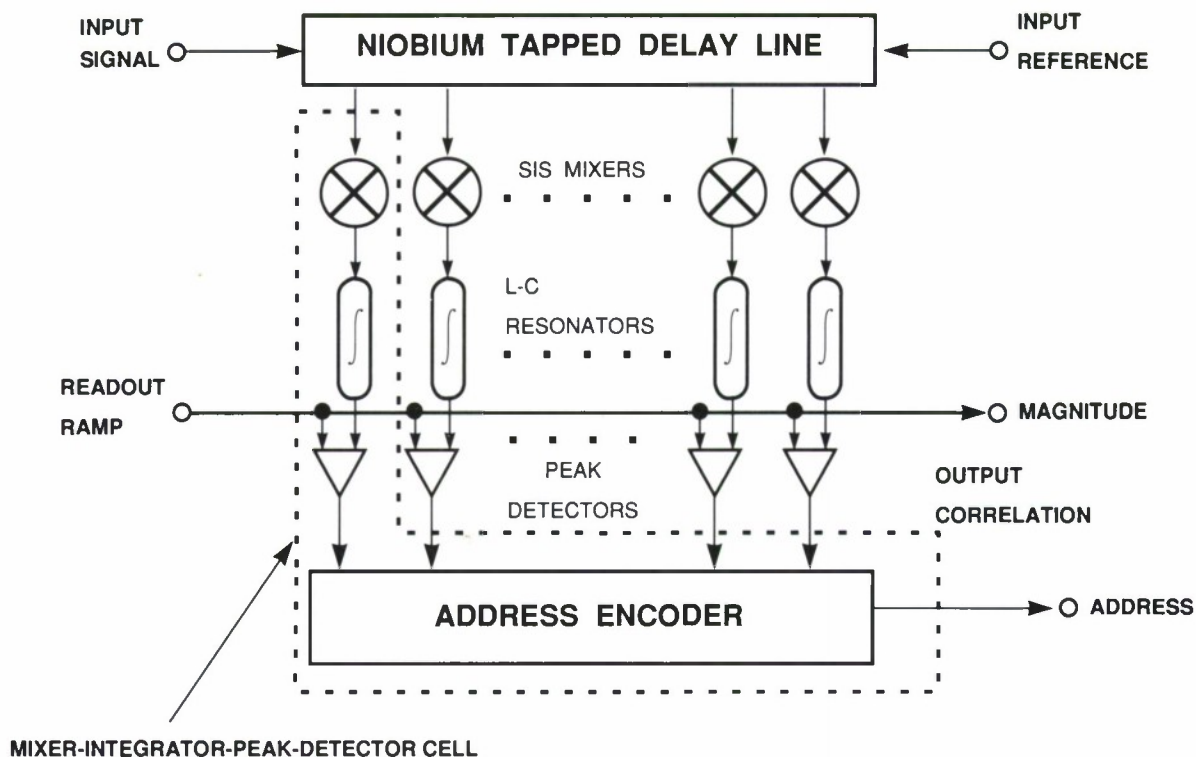 INPUT
SIGNAL
NIOBIUM TAPPED DELAY LINE
INPUT
REFERENCE
SIS MIXERS
L-C
RESONATORS
READOUT
RAMP
MAGNITUDE
PEAK
DETECTORS
OUTPUT
CORRELATION
ADDRESS ENCODER
ADDRESS
MIXER-INTEGRATOR-PEAK-DETECTOR CELL